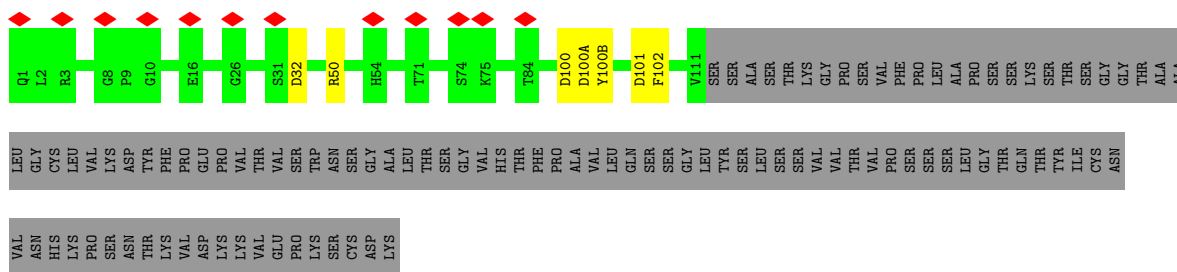 Q1 L2 R3 G8 P9 G10 E16 G26 S31 D32 R50 H54 T71 S74 K75 T84 D100 D100A Y100B D101 F102 V111 SER SER ALA SER THR LYS GLY PRO SER VAL PHE PRO LEU ALA PRO SER SER LYS SER THR SER GLY GLY THR ALA ALA
LEU GLY CYS LEU VAL LYS ASP TYR PHE PRO GLU PRO VAL THR VAL SER TRP ASN SER GLY ALA LEU THR SER GLY VAL HIS THR PHE PRO ALA VAL LEU GLN SER SER GLY LEU TYR SER LEU SER SER VAL VAL THR VAL PRO SER SER SER LEU GLY THR GLN THR TYR ILE CYS ASN
VAL ASN HIS LYS PRO SER ASN THR LYS VAL ASP LYS LYS VAL GLU PRO LYS SER CYS ASP LYS